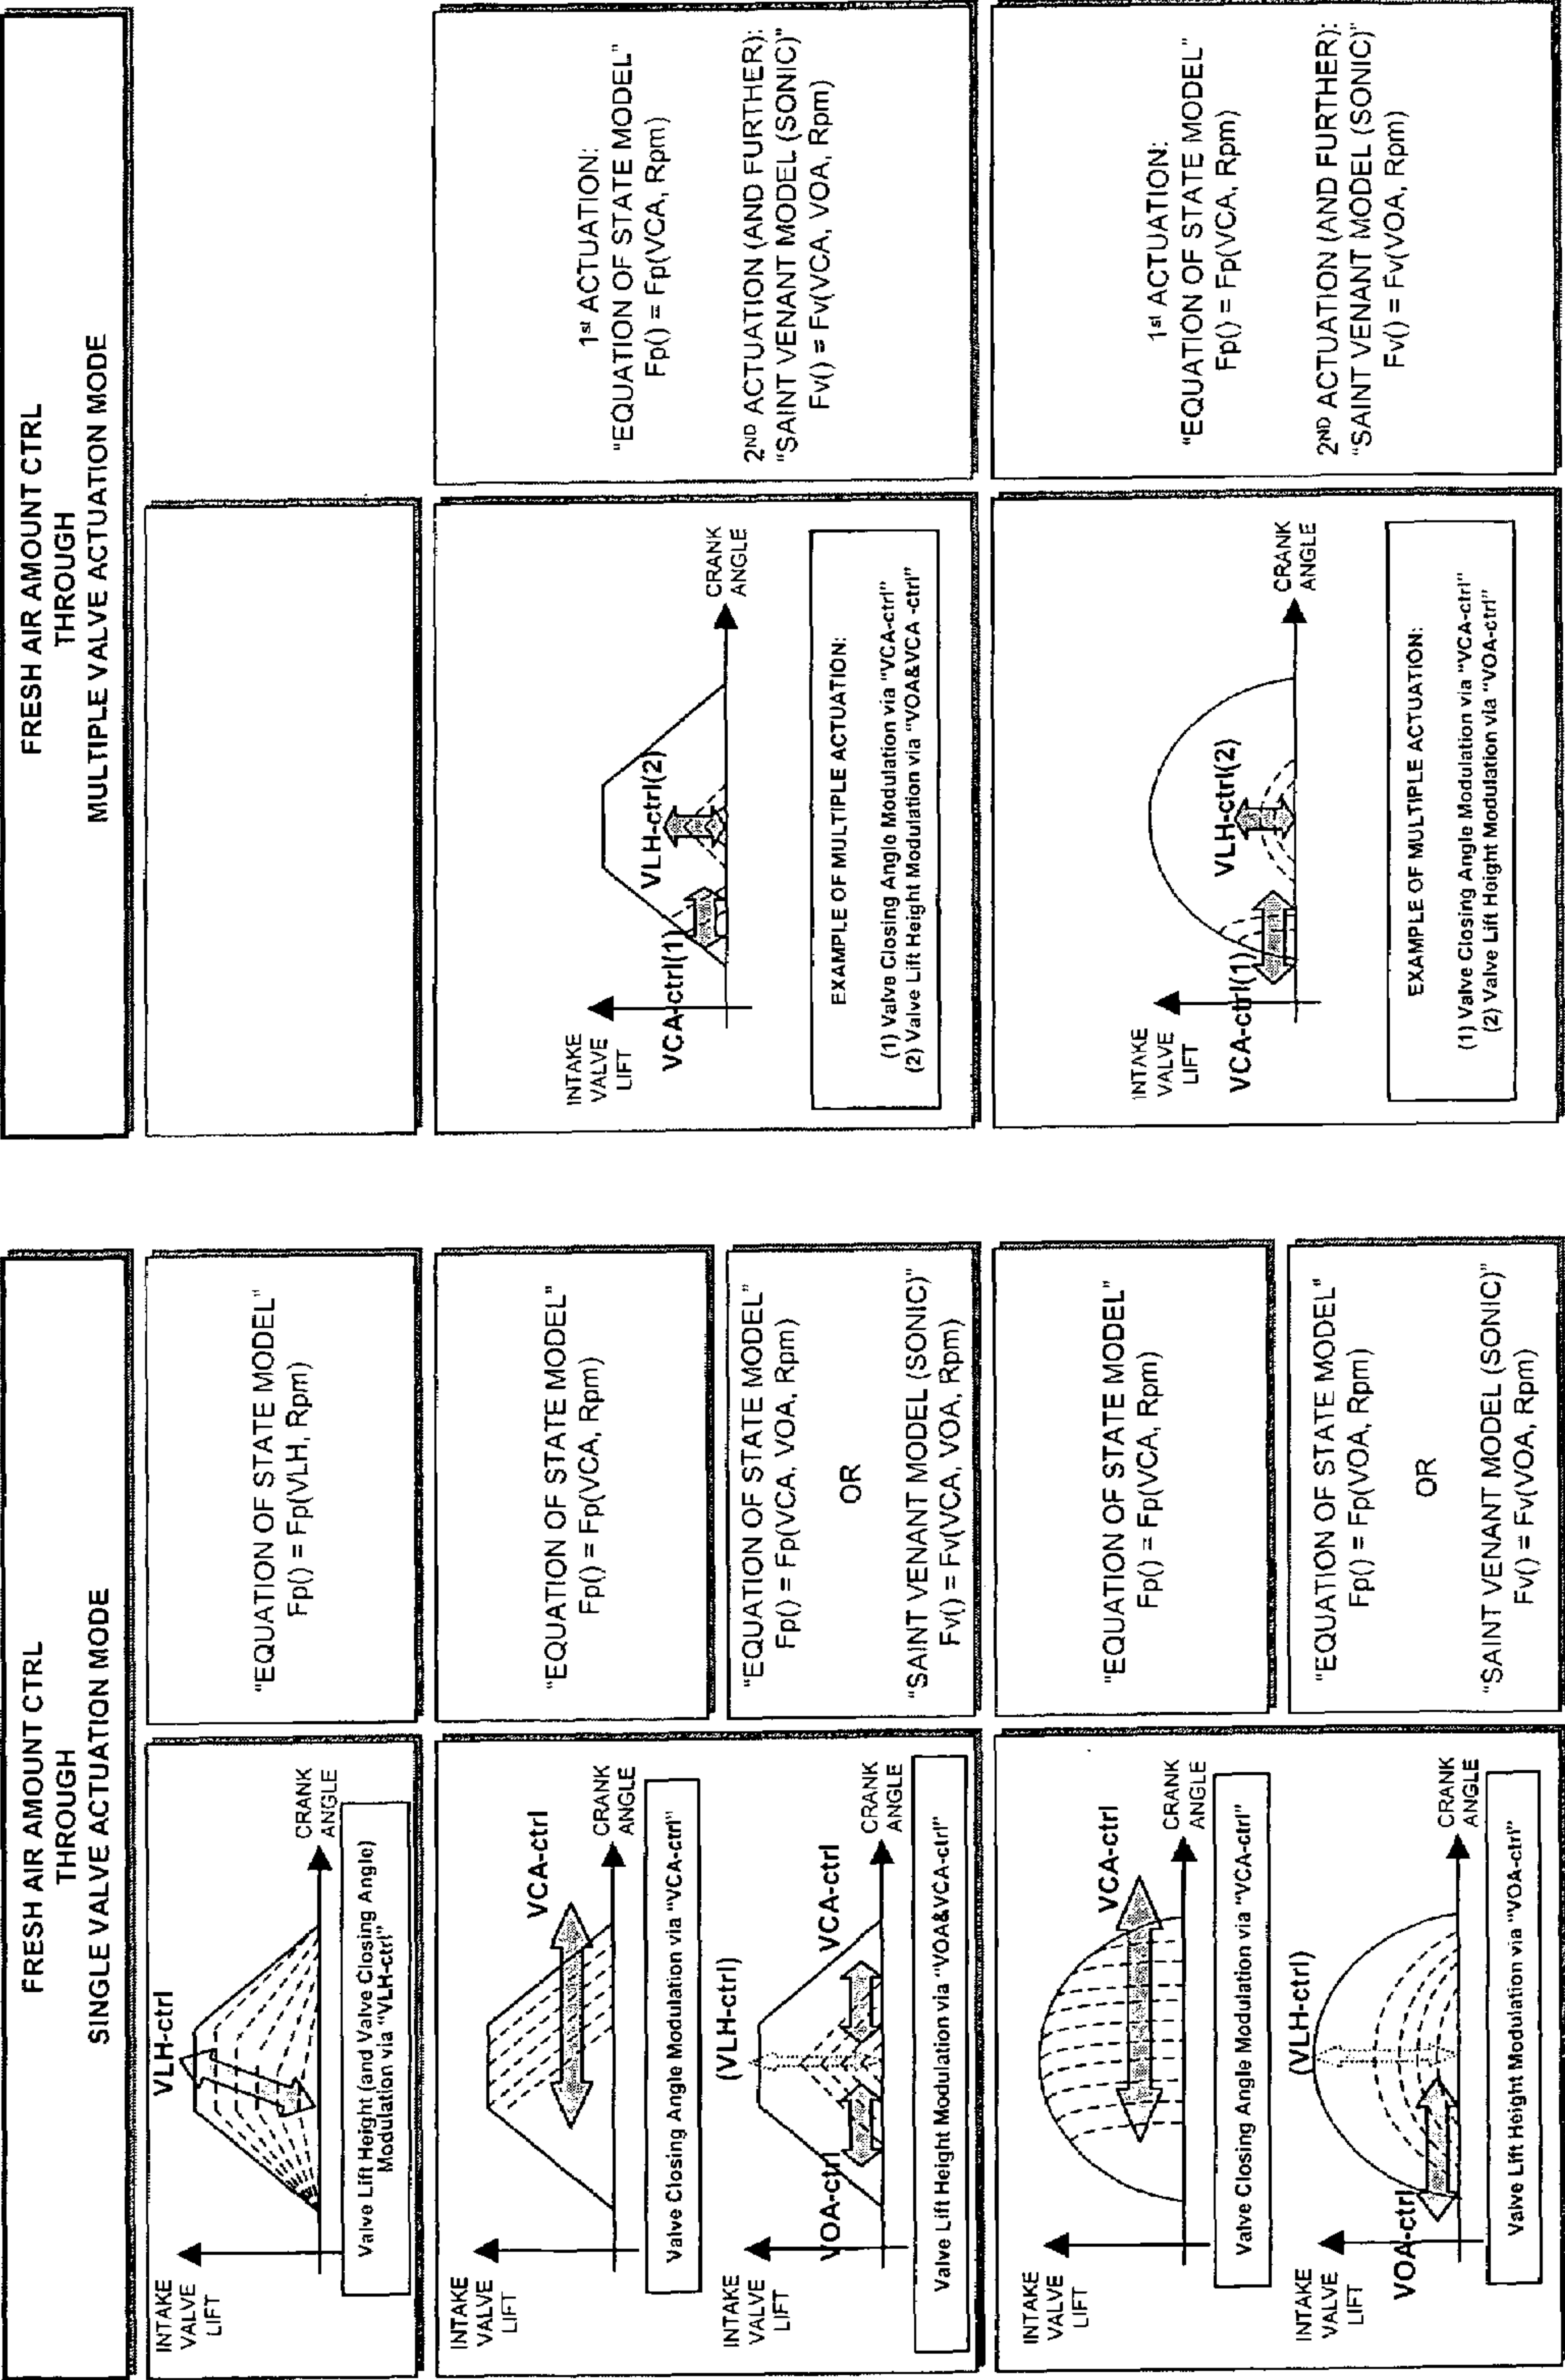 FRESH AIR AMOUNT CTRL
THROUGH
SINGLE VALVE ACTUATION MODE
INTAKE
VALVE
LIFT
VLH-ctrl
CRANK
ANGLE
Valve Lift Height (and Valve Closing Angle)
Modulation via "VLH-ctrl"
"EQUATION OF STATE MODEL"
Fp() = Fp(VLH, Rpm)
INTAKE
VALVE
LIFT
VCA-ctrl
CRANK
ANGLE
Valve Closing Angle Modulation via "VCA-ctrl"
"EQUATION OF STATE MODEL"
Fp() = Fp(VCA, Rpm)
INTAKE
VALVE
LIFT
VOA-ctrl
(VLH-ctrl)
VCA-ctrl
CRANK
ANGLE
Valve Lift Height Modulation via "VOA&VCA-ctrl"
"EQUATION OF STATE MODEL"
Fp() = Fp(VCA, VOA, Rpm)
OR
"SAINT VENANT MODEL (SONIC)"
Fv() = Fv(VCA, VOA, Rpm)
INTAKE
VALVE
LIFT
VCA-ctrl
CRANK
ANGLE
Valve Closing Angle Modulation via "VCA-ctrl"
"EQUATION OF STATE MODEL"
Fp() = Fp(VCA, Rpm)
INTAKE
VALVE
LIFT
VOA-ctrl
(VLH-ctrl)
CRANK
ANGLE
Valve Lift Height Modulation via "VOA-ctrl"
"EQUATION OF STATE MODEL"
Fp() = Fp(VOA, Rpm)
OR
"SAINT VENANT MODEL (SONIC)"
Fv() = Fv(VOA, Rpm)
FRESH AIR AMOUNT CTRL
THROUGH
MULTIPLE VALVE ACTUATION MODE
INTAKE
VALVE
LIFT
VCA-ctrl(1)
VLH-ctrl(2)
CRANK
ANGLE
EXAMPLE OF MULTIPLE ACTUATION:
(1) Valve Closing Angle Modulation via "VCA-ctrl"
(2) Valve Lift Height Modulation via "VOA&VCA -ctrl"
1st ACTUATION:
"EQUATION OF STATE MODEL"
Fp() = Fp(VCA, Rpm)
2ND ACTUATION (AND FURTHER):
"SAINT VENANT MODEL (SONIC)"
Fv() = Fv(VCA, VOA, Rpm)
INTAKE
VALVE
LIFT
VCA-ctrl(1)
VLH-ctrl(2)
CRANK
ANGLE
EXAMPLE OF MULTIPLE ACTUATION:
(1) Valve Closing Angle Modulation via "VCA-ctrl"
(2) Valve Lift Height Modulation via "VOA-ctrl"
1st ACTUATION:
"EQUATION OF STATE MODEL"
Fp() = Fp(VCA, Rpm)
2ND ACTUATION (AND FURTHER):
"SAINT VENANT MODEL (SONIC)"
Fv() = Fv(VOA, Rpm)